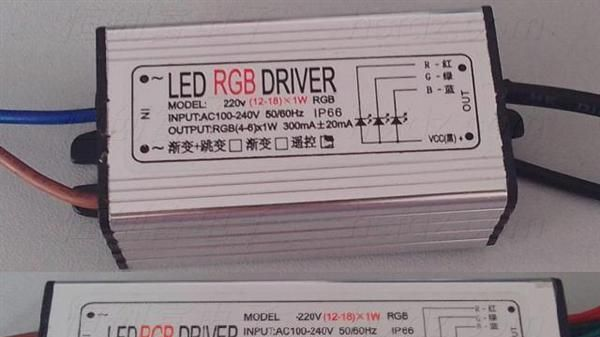 LED RGB DRIVER
MODEL: 220v (12-18)×1W RGB
INPUT:AC100-240V 50/60Hz IP66
OUTPUT:RGB(4-6)x1W 300mA±20mA
渐变+跳变 渐变 遥控
IN
R - 红
G - 绿
B - 蓝
OUT
VCC(黑) +
MODEL -220V (12-18)×1W RGB
LED RGB DRIVER INPUT:AC100-240V 50/60Hz IP66
R - 红
G - 绿
B - 蓝